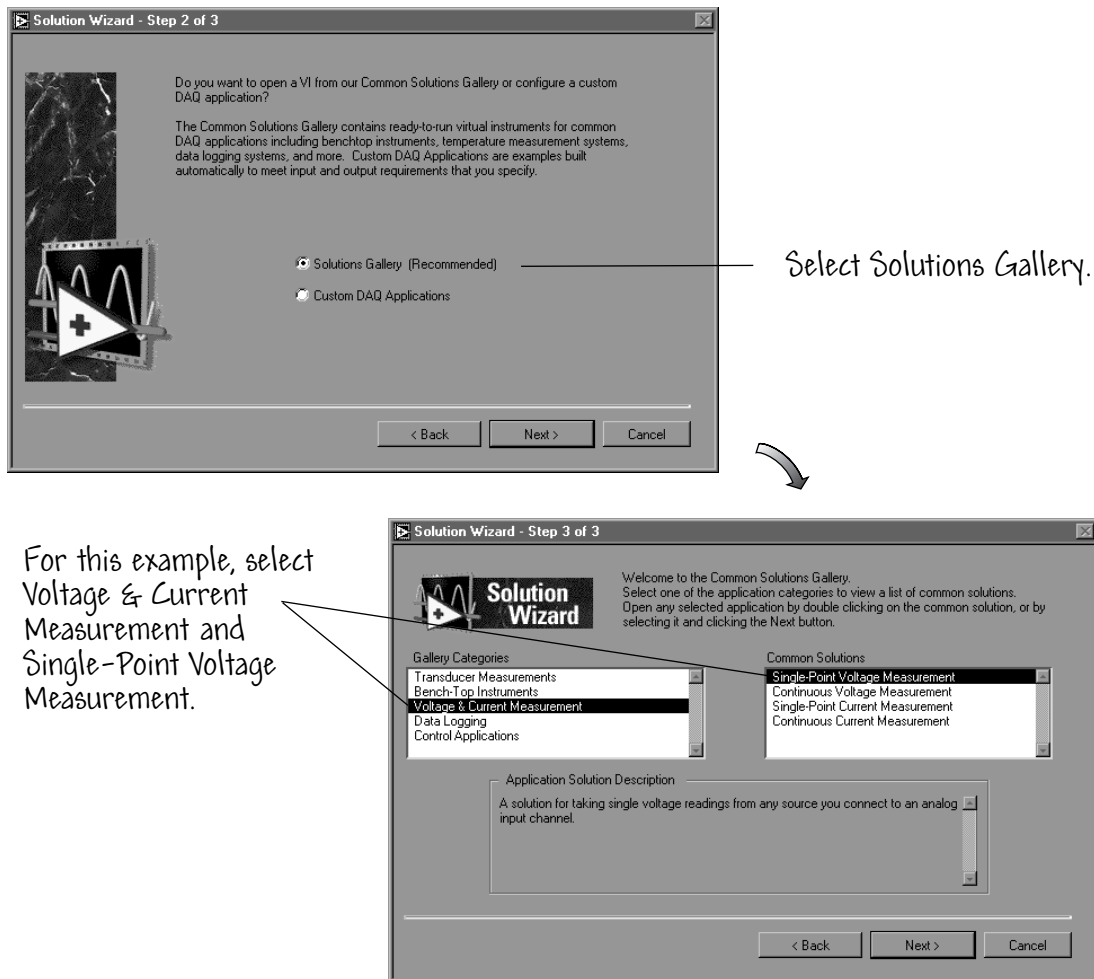 Solution Wizard - Step 2 of 3
Do you want to open a VI from our Common Solutions Gallery or configure a custom
DAQ application?
The Common Solutions Gallery contains ready-to-run virtual instruments for common
DAQ applications including benchtop instruments, temperature measurement systems,
data logging systems, and more. Custom DAQ Applications are examples built
automatically to meet input and output requirements that you specify.
Solutions Gallery (Recommended)
Custom DAQ Applications
Select Solutions Gallery.
< Back
Next >
Cancel
For this example, select
Voltage & Current
Measurement and
Single-Point Voltage
Measurement.
Solution Wizard - Step 3 of 3
Solution
Wizard
Welcome to the Common Solutions Gallery.
Select one of the application categories to view a list of common solutions.
Open any selected application by double clicking on the common solution, or by
selecting it and clicking the Next button.
Gallery Categories
Transducer Measurements
Bench-Top Instruments
Voltage & Current Measurement
Data Logging
Control Applications
Common Solutions
Single-Point Voltage Measurement
Continuous Voltage Measurement
Single-Point Current Measurement
Continuous Current Measurement
Application Solution Description
A solution for taking single voltage readings from any source you connect to an analog
input channel.
< Back
Next >
Cancel